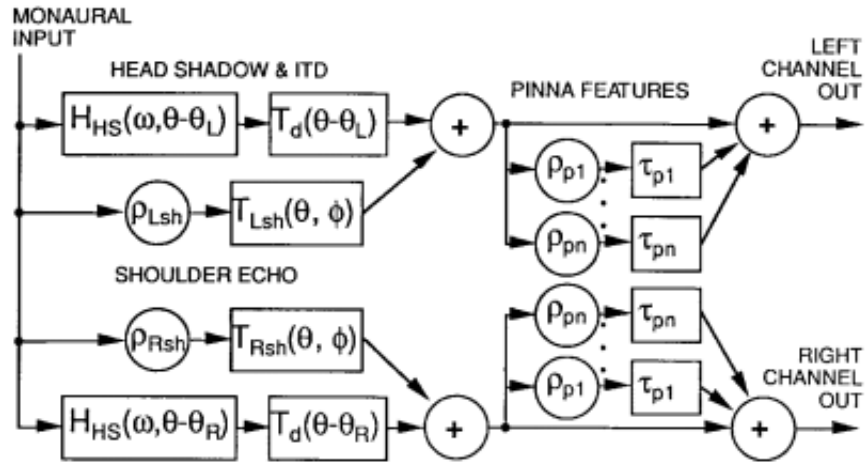 MONAURAL
INPUT
HEAD SHADOW & ITD
PINNA FEATURES
LEFT
CHANNEL
OUT
H_HS(ω,θ-θ_L)
T_d(θ-θ_L)
+
+
ρ_p1
τ_p1
ρ_Lsh
T_Lsh(θ, φ)
ρ_pn
τ_pn
SHOULDER ECHO
ρ_Rsh
T_Rsh(θ, φ)
ρ_pn
τ_pn
ρ_p1
τ_p1
RIGHT
CHANNEL
OUT
H_HS(ω,θ-θ_R)
T_d(θ-θ_R)
+
+